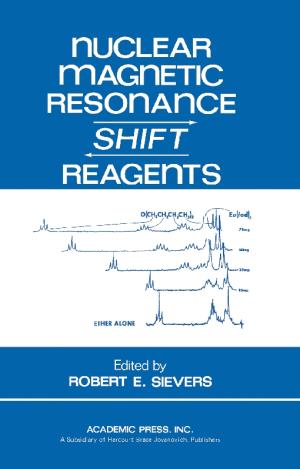 NUCLEAR
MAGNETIC
RESONANCE
SHIFT
REAGENTS
O(CH₂CH₂CH₂CH₃)₂
Eu(fod)₃
ETHER ALONE
Edited by
ROBERT E. SIEVERS
ACADEMIC PRESS, INC.
A Subsidiary of Harcourt Brace Jovanovich, Publishers